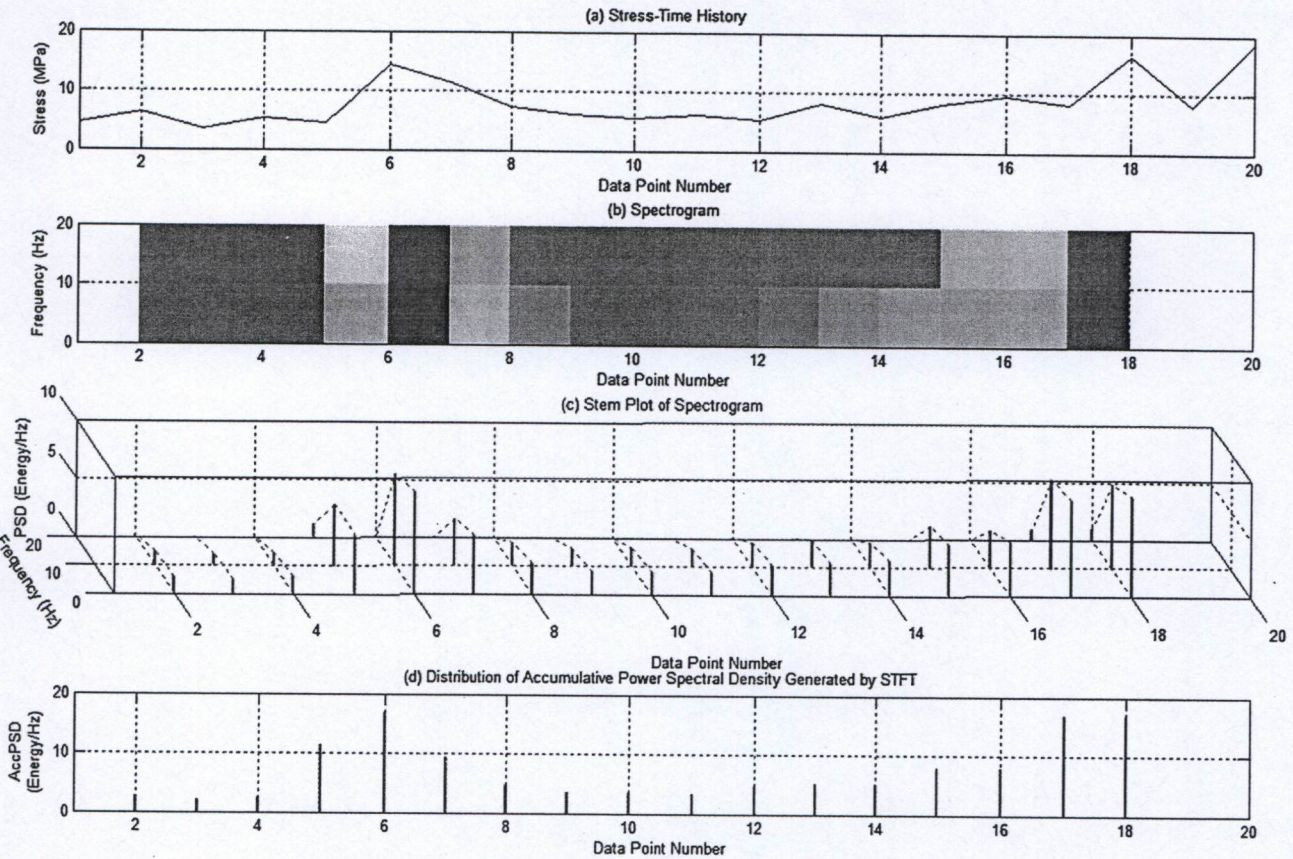 (a) Stress-Time History
20
10
0
Stress (MPa)
2 4 6 8 10 12 14 16 18 20
Data Point Number
(b) Spectrogram
20
10
0
Frequency (Hz)
2 4 6 8 10 12 14 16 18 20
Data Point Number
(c) Stem Plot of Spectrogram
10
5
0
PSD (Energy/Hz)
20
10
0
Frequency (Hz)
2 4 6 8 10 12 14 16 18 20
Data Point Number
(d) Distribution of Accumulative Power Spectral Density Generated by STFT
20
10
0
AccPSD
(Energy/Hz)
2 4 6 8 10 12 14 16 18 20
Data Point Number